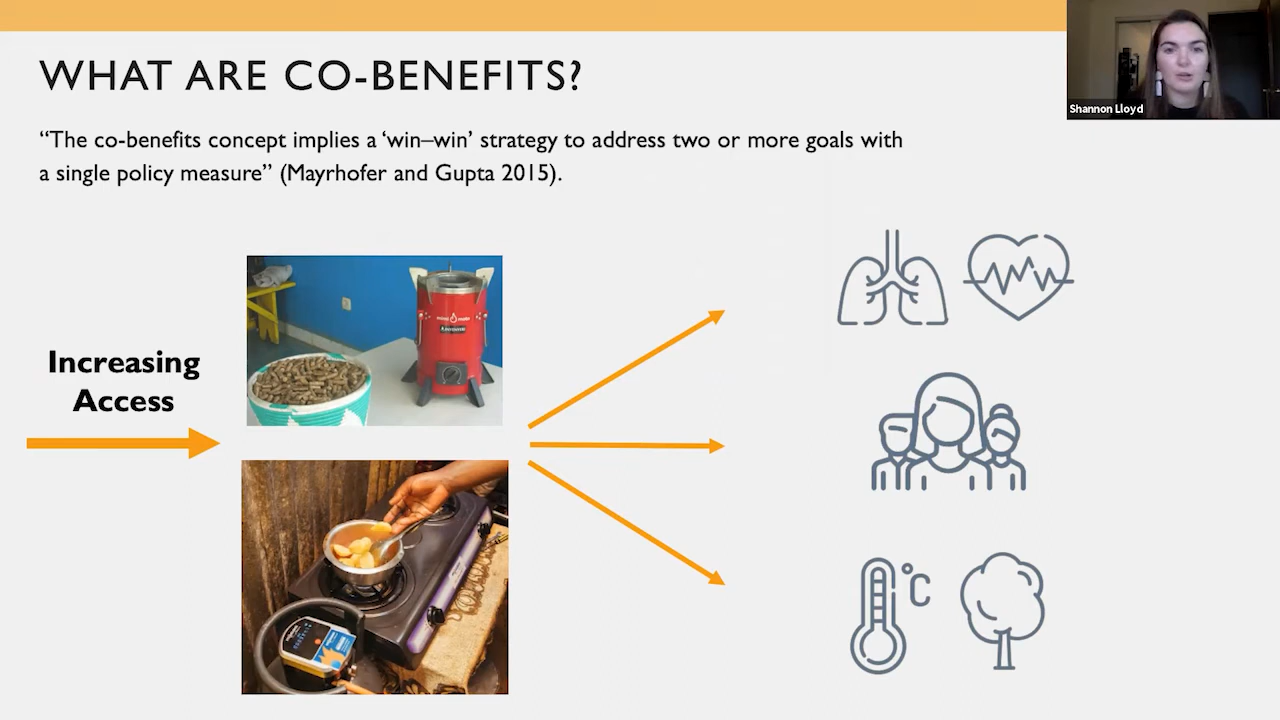 WHAT ARE CO-BENEFITS?
Shannon Lloyd
“The co-benefits concept implies a ‘win–win’ strategy to address two or more goals with
a single policy measure” (Mayrhofer and Gupta 2015).
Increasing
Access
°C